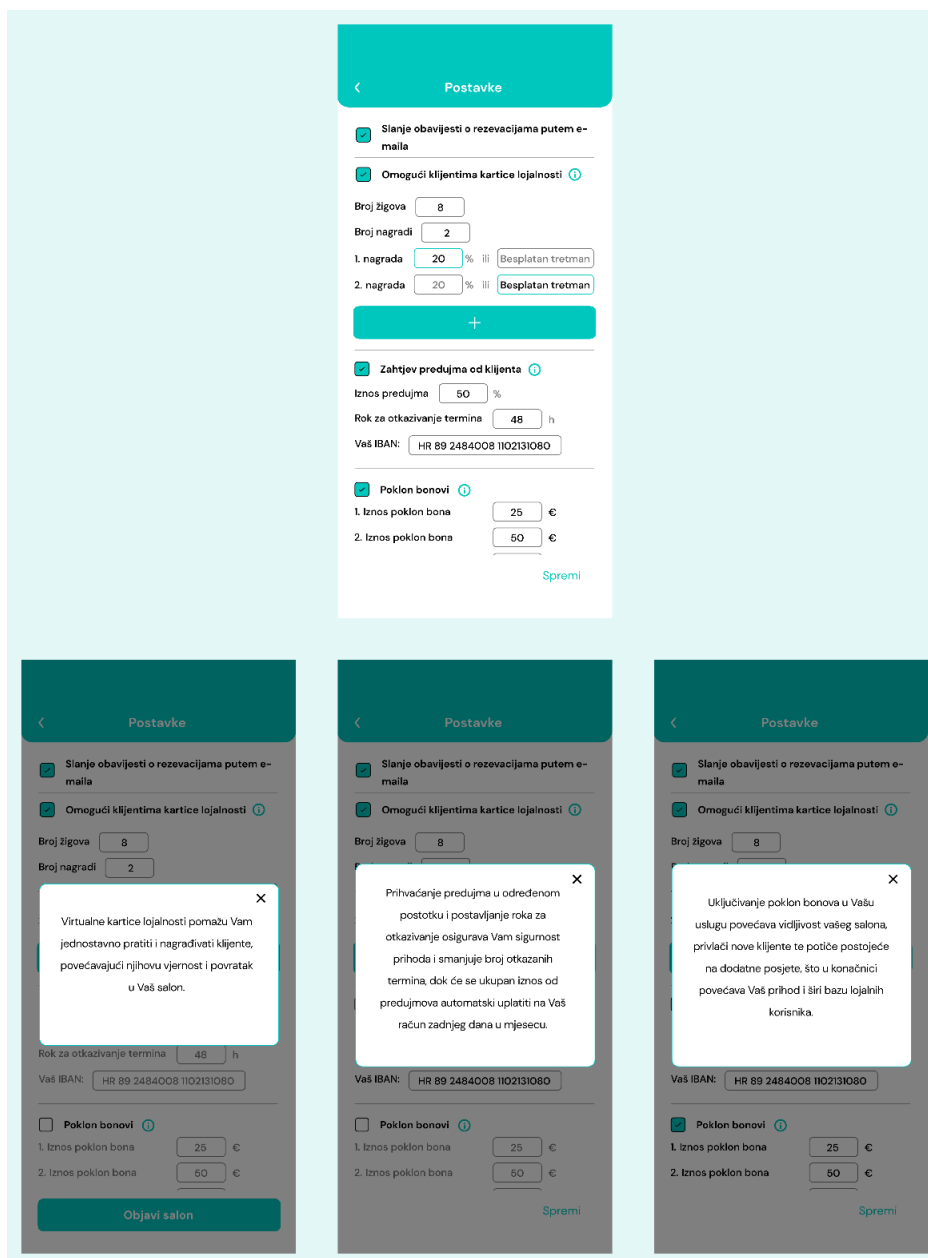 Postavke
Slanje obavijesti o rezevacijama putem e-
maila
Omogući klijentima kartice lojalnosti
Broj žigova 8
Broj nagradi 2
1. nagrada 20 % ili Besplatan tretman
2. nagrada 20 % ili Besplatan tretman
+
Zahtjev predujma od klijenta
Iznos predujma 50 %
Rok za otkazivanje termina 48 h
Vaš IBAN: HR 89 2484008 1102131080
Poklon bonovi
1. Iznos poklon bona 25 €
2. Iznos poklon bona 50 €
Spremi
Postavke
Slanje obavijesti o rezevacijama putem e-
maila
Omogući klijentima kartice lojalnosti
Broj žigova 8
Broj nagradi 2
Virtualne kartice lojalnosti pomažu Vam
jednostavno pratiti i nagrađivati klijente,
povećavajući njihovu vjernost i povratak
u Vaš salon.
Rok za otkazivanje termina 48 h
Vaš IBAN: HR 89 2484008 1102131080
Poklon bonovi
1. Iznos poklon bona 25 €
2. Iznos poklon bona 50 €
Objavi salon
Postavke
Slanje obavijesti o rezevacijama putem e-
maila
Omogući klijentima kartice lojalnosti
Broj žigova 8
Prihvaćanje predujma u određenom
postotku i postavljanje roka za
otkazivanje osigurava Vam sigurnost
prihoda i smanjuje broj otkazanih
termina, dok će se ukupan iznos od
predujmova automatski uplatiti na Vaš
račun zadnjeg dana u mjesecu.
Vaš IBAN: HR 89 2484008 1102131080
Poklon bonovi
1. Iznos poklon bona 25 €
2. Iznos poklon bona 50 €
Spremi
Postavke
Slanje obavijesti o rezevacijama putem e-
maila
Omogući klijentima kartice lojalnosti
Broj žigova 8
Uključivanje poklon bonova u Vašu
uslugu povećava vidljivost vašeg salona,
privlači nove klijente te potiče postojeće
na dodatne posjete, što u konačnici
povećava Vaš prihod i širi bazu lojalnih
korisnika.
Vaš IBAN: HR 89 2484008 1102131080
Poklon bonovi
1. Iznos poklon bona 25 €
2. Iznos poklon bona 50 €
Spremi